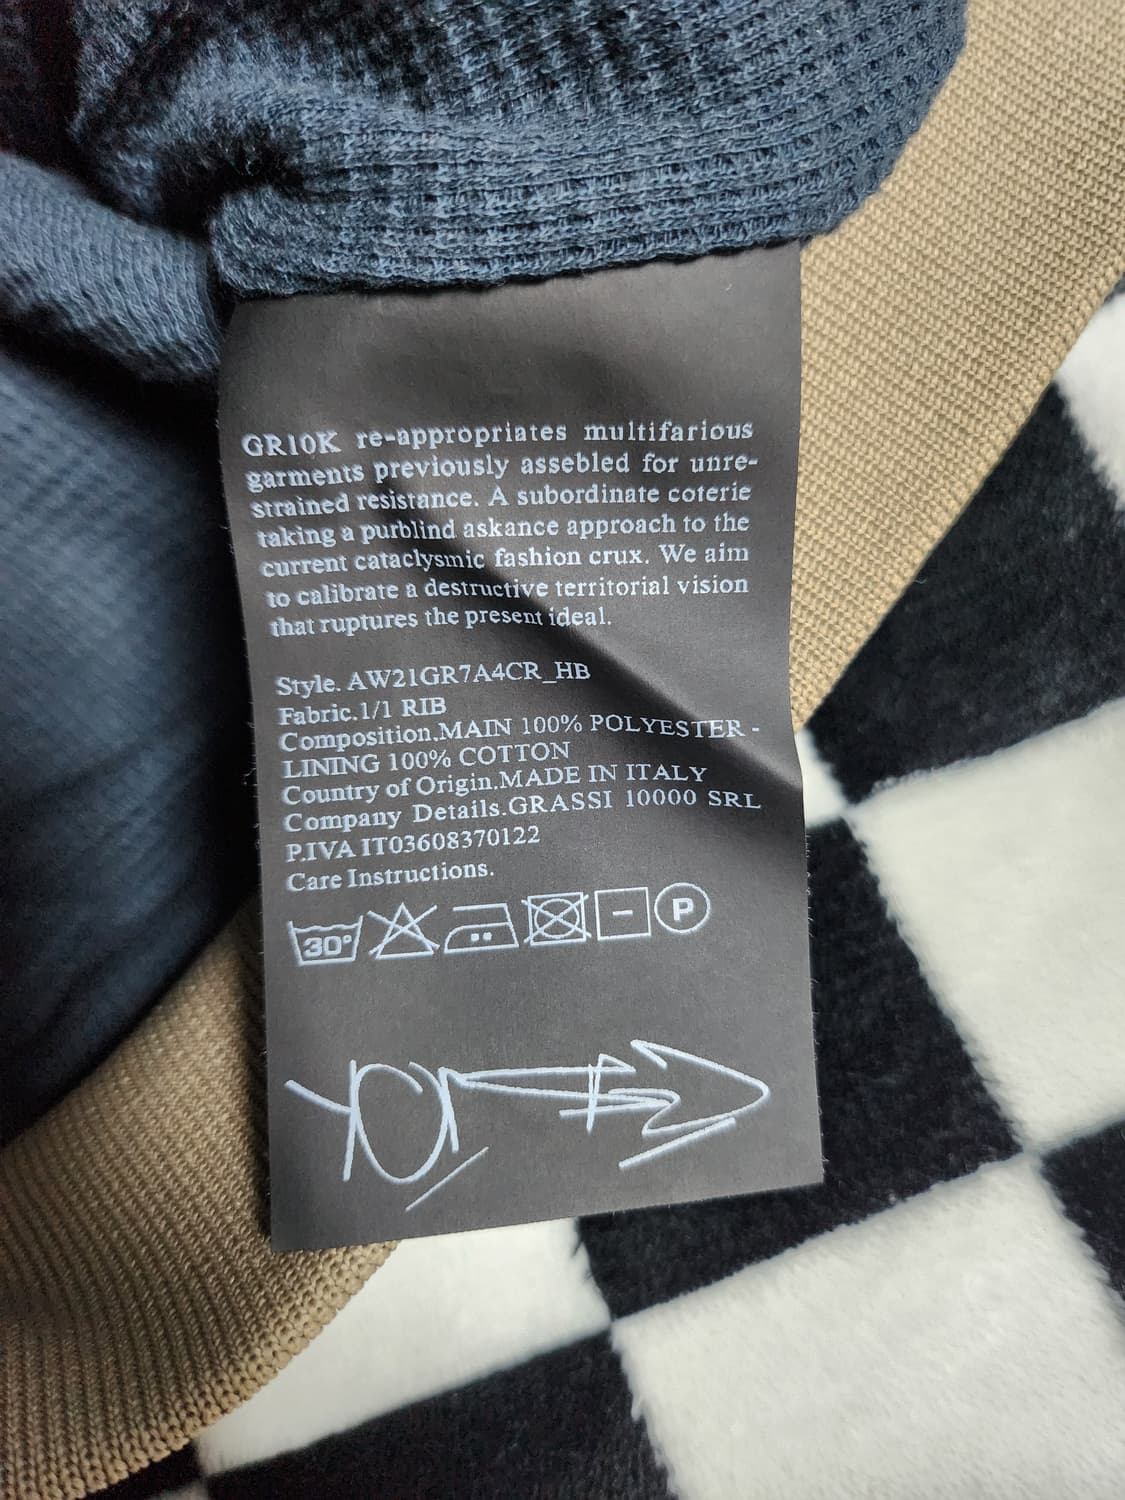 GR10K re-appropriates multifarious
garments previously assebled for unre-
strained resistance. A subordinate coterie
taking a purblind askance approach to the
current cataclysmic fashion crux. We aim
to calibrate a destructive territorial vision
that ruptures the present ideal.
Style. AW21GR7A4CR_HB
Fabric.1/1 RIB
Composition.MAIN 100% POLYESTER -
LINING 100% COTTON
Country of Origin.MADE IN ITALY
Company Details.GRASSI 10000 SRL
P.IVA IT03608370122
Care Instructions.
30° P